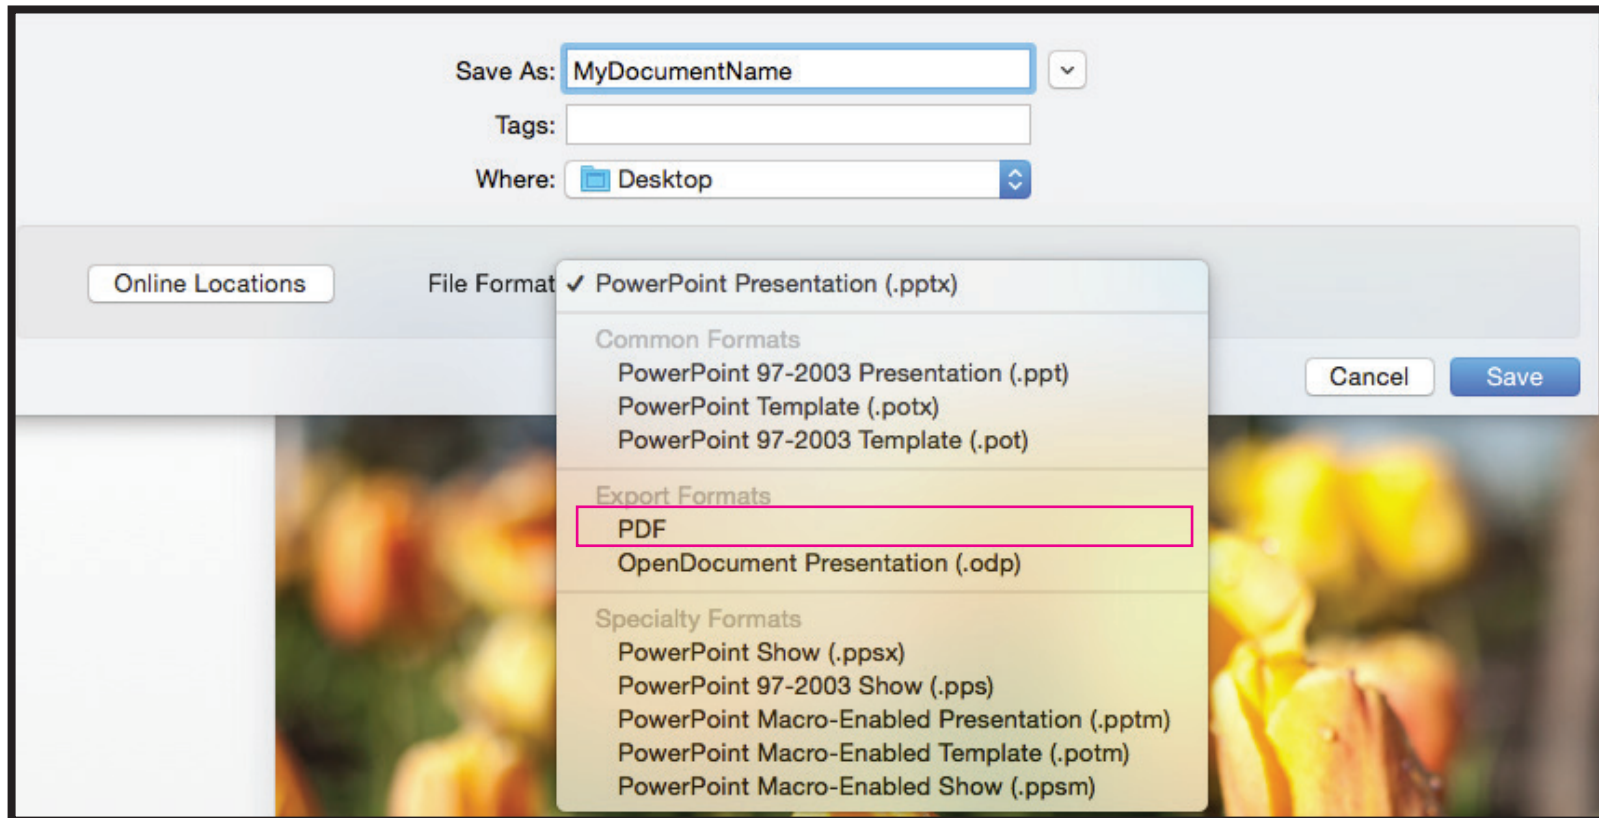 Save As: MyDocumentName
Tags:
Where: Desktop
Online Locations File Format ✓ PowerPoint Presentation (.pptx)
Common Formats
PowerPoint 97-2003 Presentation (.ppt)
Cancel Save
PowerPoint Template (.potx)
PowerPoint 97-2003 Template (.pot)
Export Formats
PDF
OpenDocument Presentation (.odp)
Specialty Formats
PowerPoint Show (.ppsx)
PowerPoint 97-2003 Show (.pps)
PowerPoint Macro-Enabled Presentation (.pptm)
PowerPoint Macro-Enabled Template (.potm)
PowerPoint Macro-Enabled Show (.ppsm)